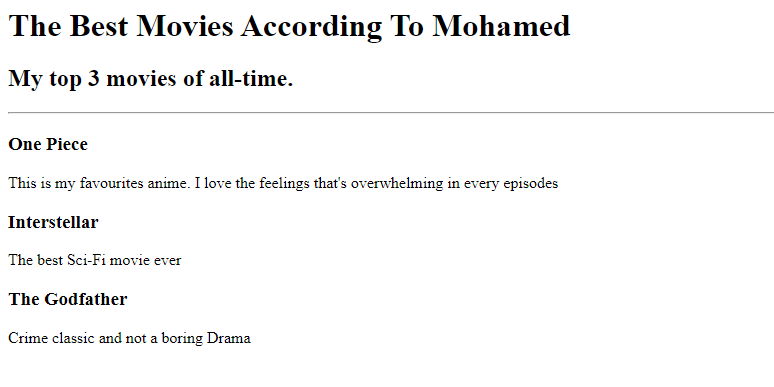 The Best Movies According To Mohamed
My top 3 movies of all-time.
One Piece
This is my favourites anime. I love the feelings that's overwhelming in every episodes
Interstellar
The best Sci-Fi movie ever
The Godfather
Crime classic and not a boring Drama